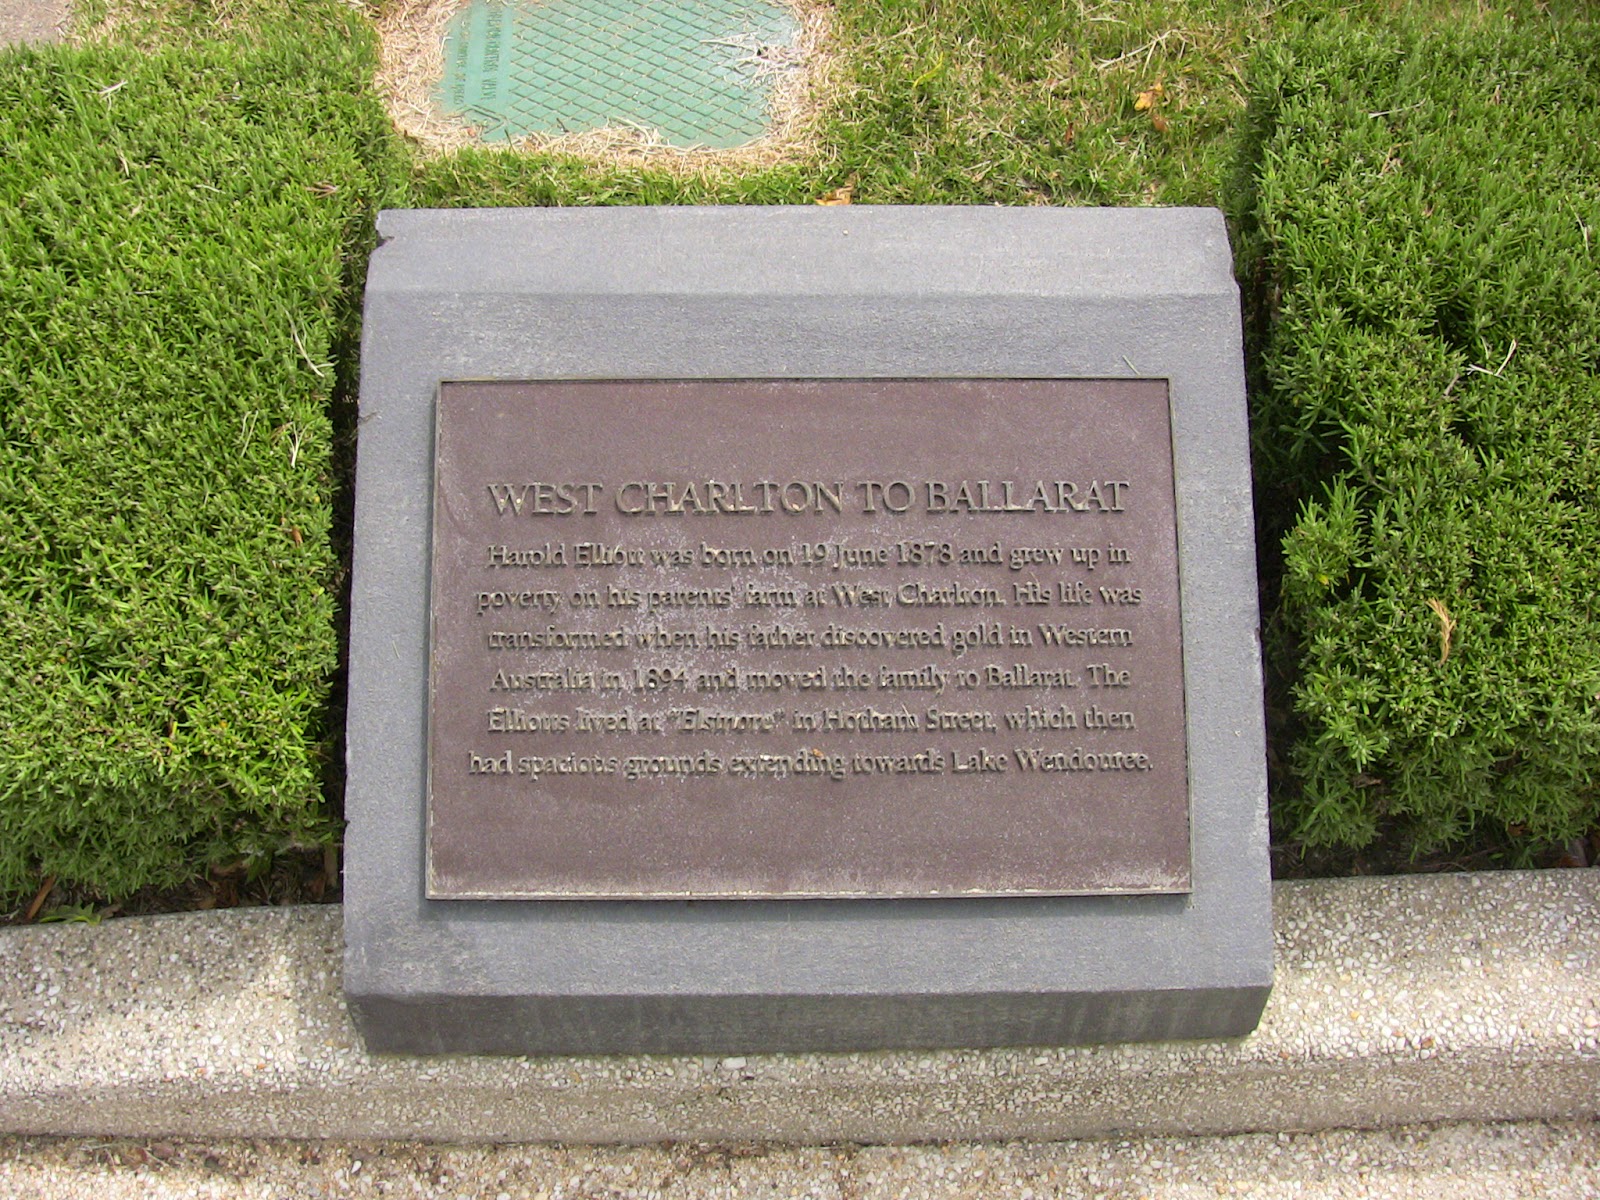 WEST CHARLTON TO BALLARAT
Harold Elliott was born on 19 June 1878 and grew up in
poverty on his parents' farm at West Charlton. His life was
transformed when his father discovered gold in Western
Australia in 1894 and moved the family to Ballarat. The
Elliotts lived at "Elsinore" in Hotham Street, which then
had spacious grounds extending towards Lake Wendouree.